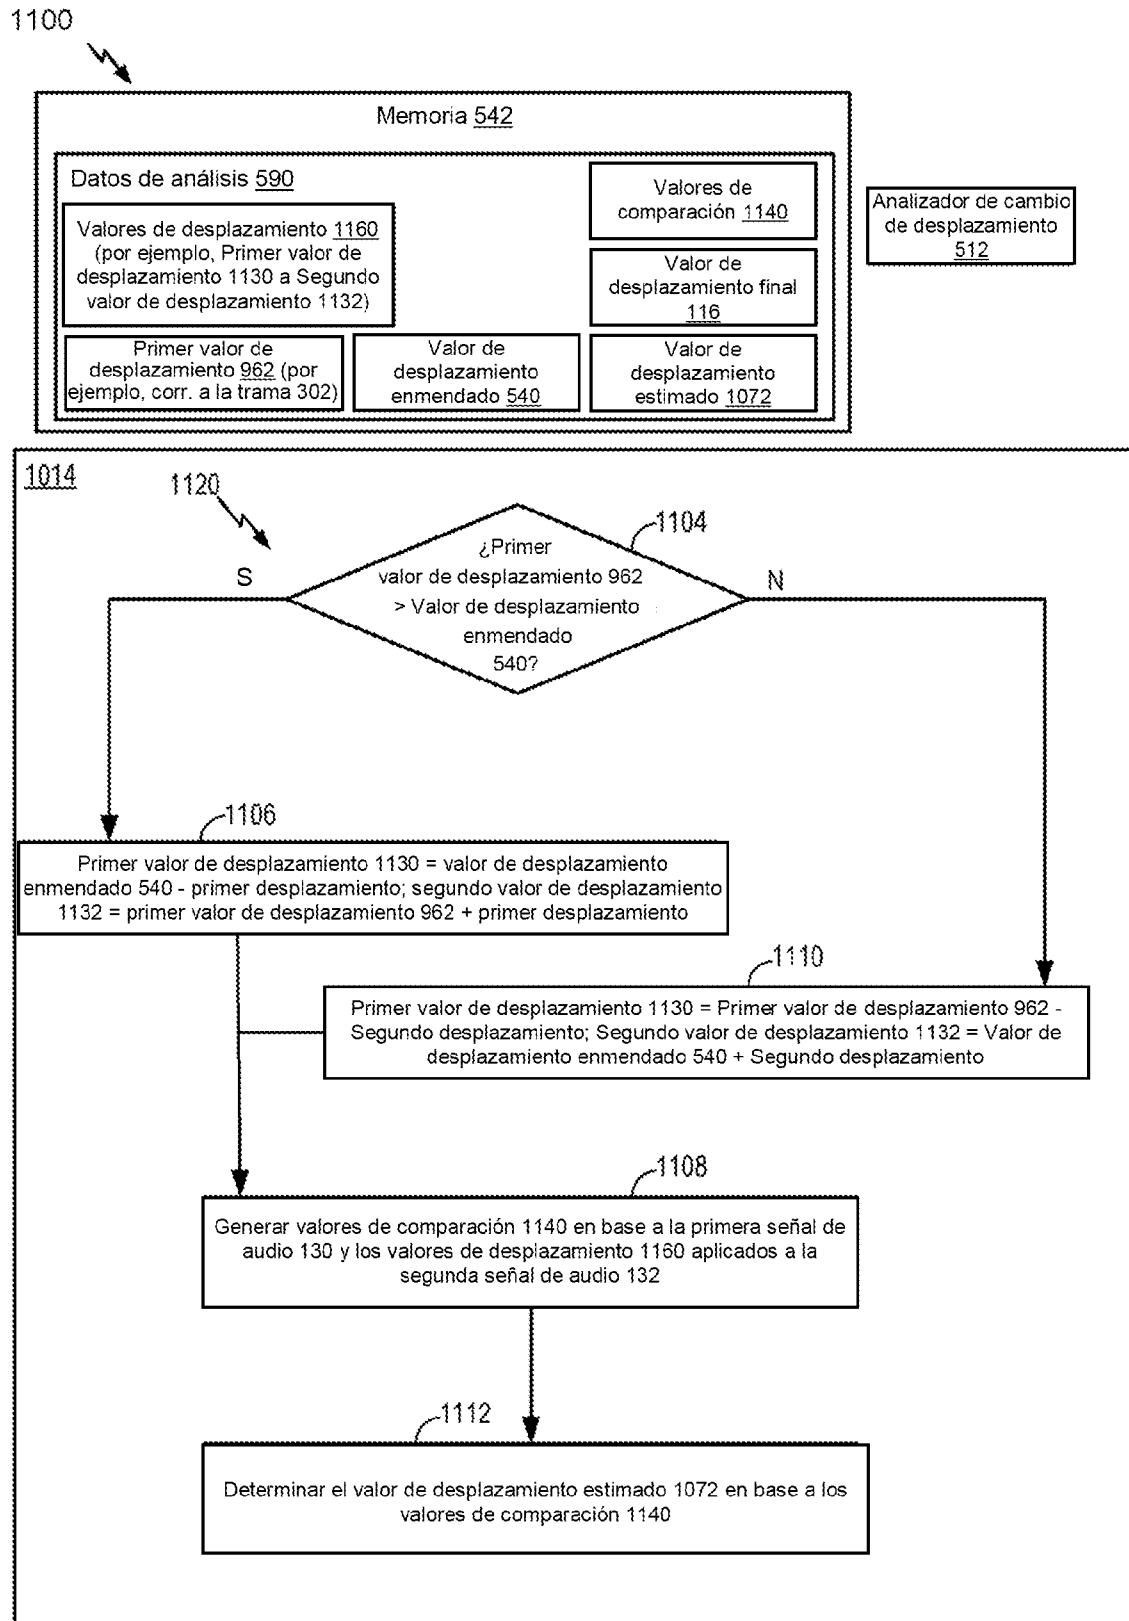 1100
Memoria 542
Datos de análisis 590
Valores de desplazamiento 1160
(por ejemplo, Primer valor de
desplazamiento 1130 a Segundo
valor de desplazamiento 1132)
Valores de
comparación 1140
Valor de
desplazamiento final
116
Primer valor de
desplazamiento 962 (por
ejemplo, corr. a la trama 302)
Valor de
desplazamiento
enmendado 540
Valor de
desplazamiento
estimado 1072
Analizador de cambio
de desplazamiento
512
1014
1120
1104
¿Primer
valor de desplazamiento 962
> Valor de desplazamiento
enmendado
540?
S
N
1106
Primer valor de desplazamiento 1130 = valor de desplazamiento
enmendado 540 - primer desplazamiento; segundo valor de desplazamiento
1132 = primer valor de desplazamiento 962 + primer desplazamiento
1110
Primer valor de desplazamiento 1130 = Primer valor de desplazamiento 962 -
Segundo desplazamiento; Segundo valor de desplazamiento 1132 = Valor de
desplazamiento enmendado 540 + Segundo desplazamiento
1108
Generar valores de comparación 1140 en base a la primera señal de
audio 130 y los valores de desplazamiento 1160 aplicados a la
segunda señal de audio 132
1112
Determinar el valor de desplazamiento estimado 1072 en base a los
valores de comparación 1140